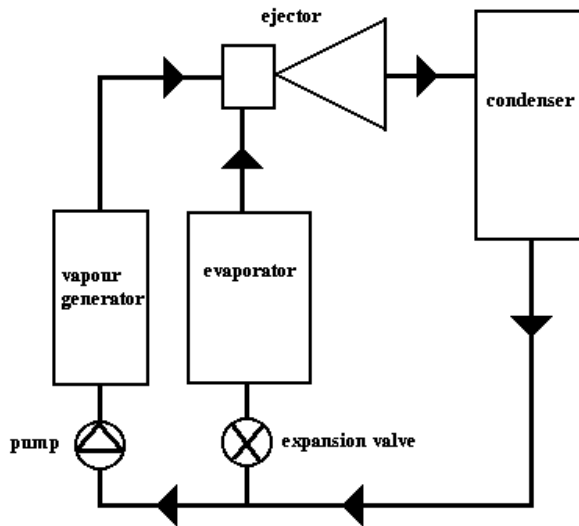 ejector
condenser
vapour
generator
evaporator
pump
expansion valve